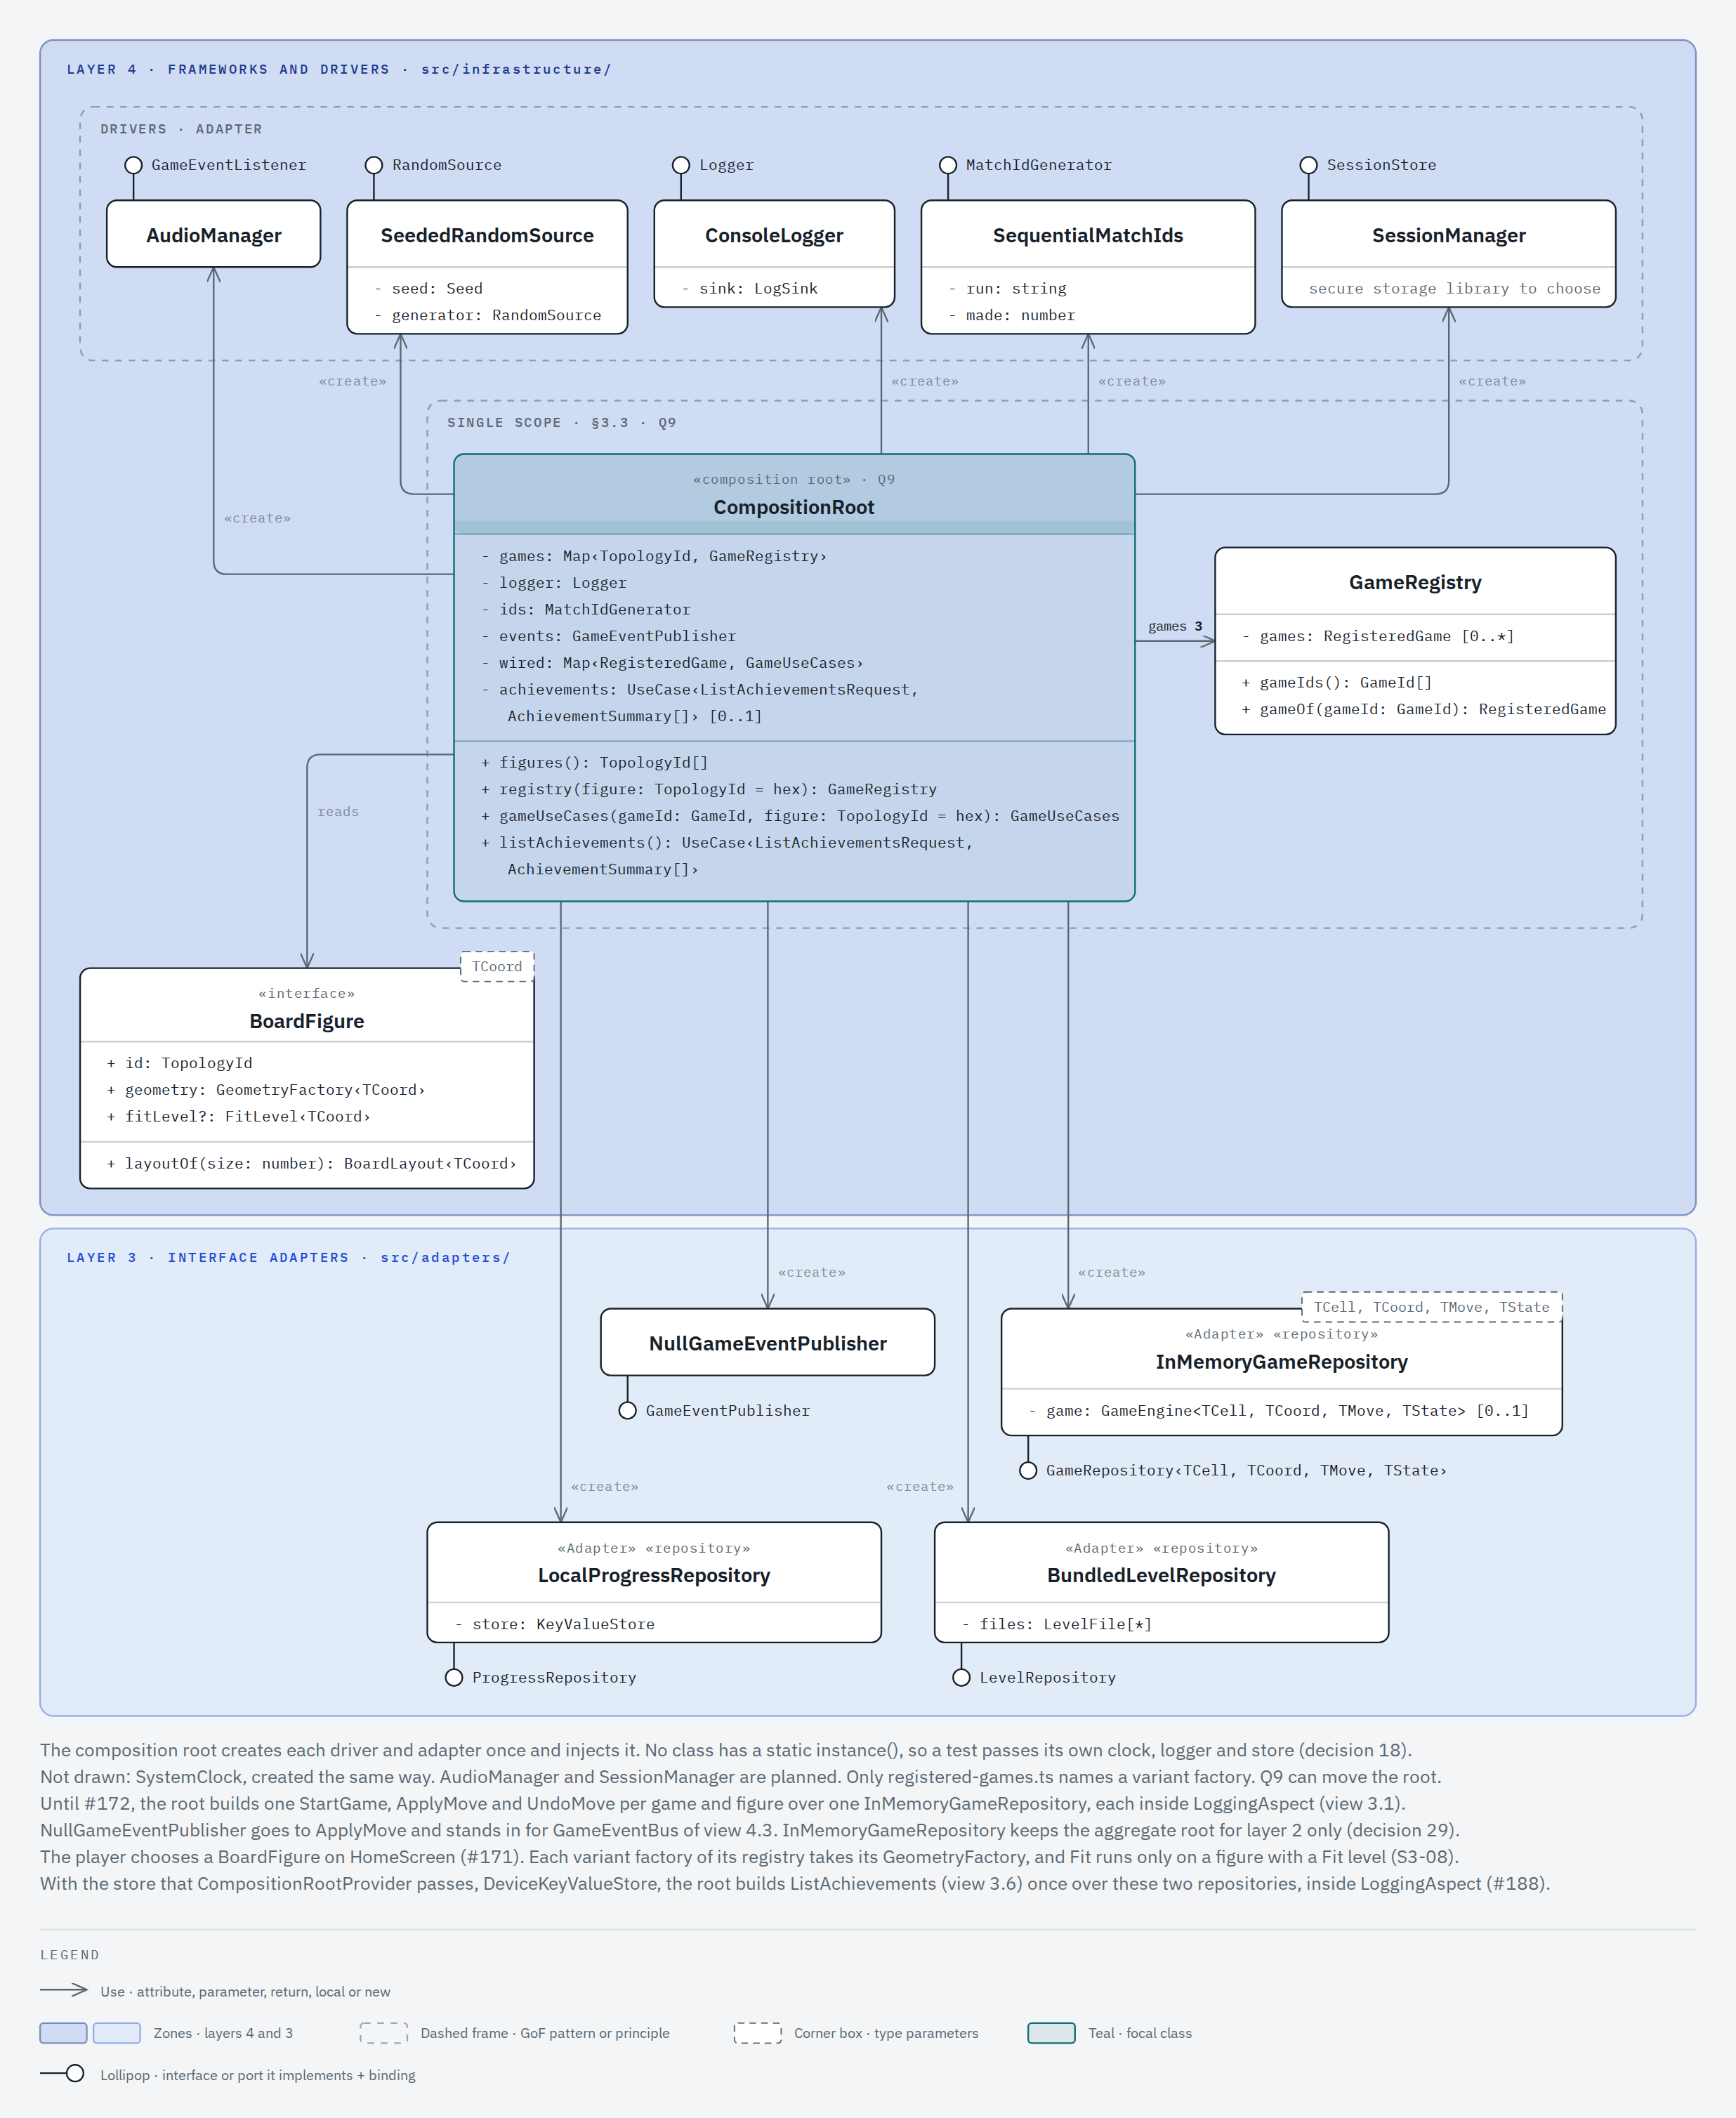 LAYER 4 · FRAMEWORKS AND DRIVERS · src/infrastructure/
DRIVERS · ADAPTER
GameEventListener
RandomSource
Logger
MatchIdGenerator
SessionStore
AudioManager
SeededRandomSource
- seed: Seed
- generator: RandomSource
ConsoleLogger
- sink: LogSink
SequentialMatchIds
- run: string
- made: number
SessionManager
secure storage library to choose
«create»
«create»
«create»
«create»
«create»
SINGLE SCOPE · §3.3 · Q9
«composition root» · Q9
CompositionRoot
- games: Map‹TopologyId, GameRegistry›
- logger: Logger
- ids: MatchIdGenerator
- events: GameEventPublisher
- wired: Map‹RegisteredGame, GameUseCases›
- achievements: UseCase‹ListAchievementsRequest,
AchievementSummary[]› [0..1]
+ figures(): TopologyId[]
+ registry(figure: TopologyId = hex): GameRegistry
+ gameUseCases(gameId: GameId, figure: TopologyId = hex): GameUseCases
+ listAchievements(): UseCase‹ListAchievementsRequest,
AchievementSummary[]›
games 3
GameRegistry
- games: RegisteredGame [0..*]
+ gameIds(): GameId[]
+ gameOf(gameId: GameId): RegisteredGame
reads
TCoord
«interface»
BoardFigure
+ id: TopologyId
+ geometry: GeometryFactory‹TCoord›
+ fitLevel?: FitLevel‹TCoord›
+ layoutOf(size: number): BoardLayout‹TCoord›
LAYER 3 · INTERFACE ADAPTERS · src/adapters/
«create»
«create»
NullGameEventPublisher
GameEventPublisher
TCell, TCoord, TMove, TState
«Adapter» «repository»
InMemoryGameRepository
- game: GameEngine<TCell, TCoord, TMove, TState> [0..1]
GameRepository‹TCell, TCoord, TMove, TState›
«create»
«create»
«Adapter» «repository»
LocalProgressRepository
- store: KeyValueStore
ProgressRepository
«Adapter» «repository»
BundledLevelRepository
- files: LevelFile[*]
LevelRepository
The composition root creates each driver and adapter once and injects it. No class has a static instance(), so a test passes its own clock, logger and store (decision 18).
Not drawn: SystemClock, created the same way. AudioManager and SessionManager are planned. Only registered-games.ts names a variant factory. Q9 can move the root.
Until #172, the root builds one StartGame, ApplyMove and UndoMove per game and figure over one InMemoryGameRepository, each inside LoggingAspect (view 3.1).
NullGameEventPublisher goes to ApplyMove and stands in for GameEventBus of view 4.3. InMemoryGameRepository keeps the aggregate root for layer 2 only (decision 29).
The player chooses a BoardFigure on HomeScreen (#171). Each variant factory of its registry takes its GeometryFactory, and Fit runs only on a figure with a Fit level (S3-08).
With the store that CompositionRootProvider passes, DeviceKeyValueStore, the root builds ListAchievements (view 3.6) once over these two repositories, inside LoggingAspect (#188).
LEGEND
Use · attribute, parameter, return, local or new
Zones · layers 4 and 3
Dashed frame · GoF pattern or principle
Corner box · type parameters
Teal · focal class
Lollipop · interface or port it implements + binding